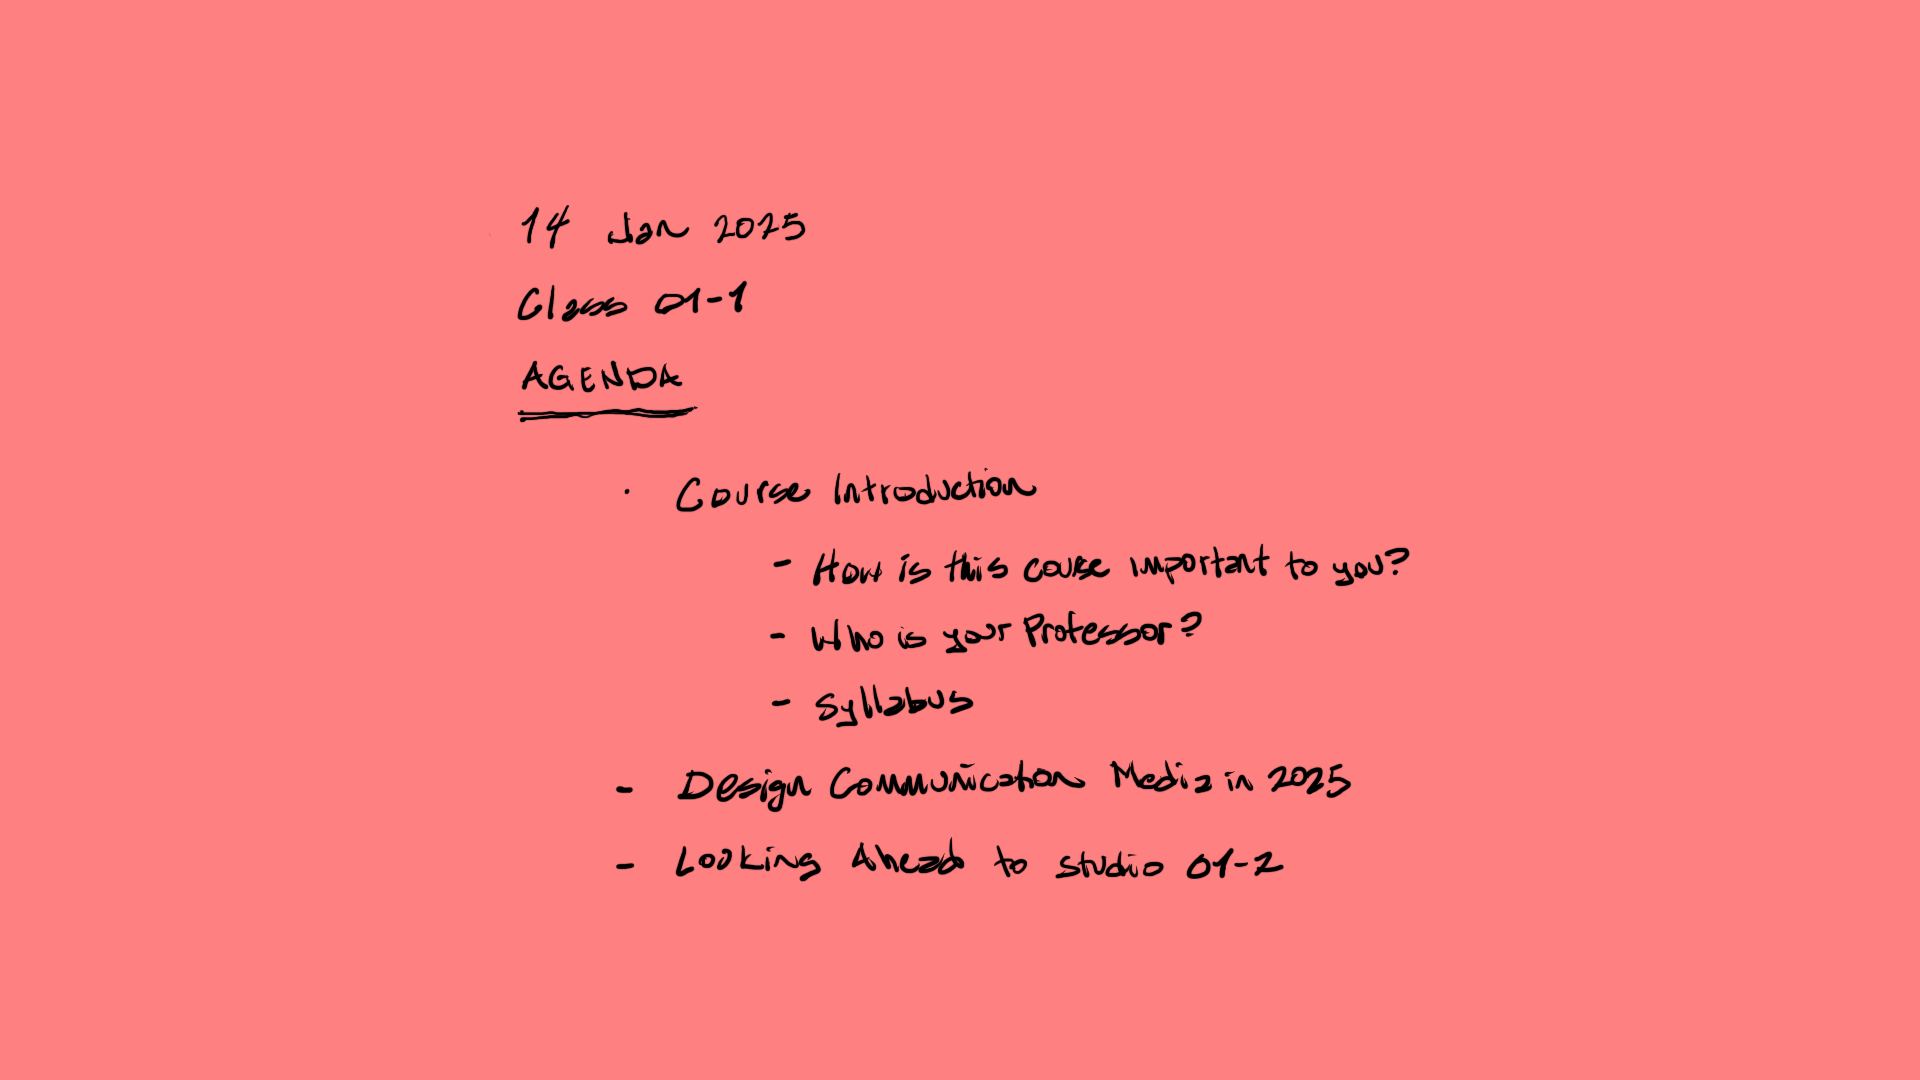 14 Jan 2025
Class 01-1
AGENDA
· Course Introduction
- How is this course important to you?
- Who is your Professor?
- Syllabus
- Design Communication Media in 2025
- Looking Ahead to Studio 01-2